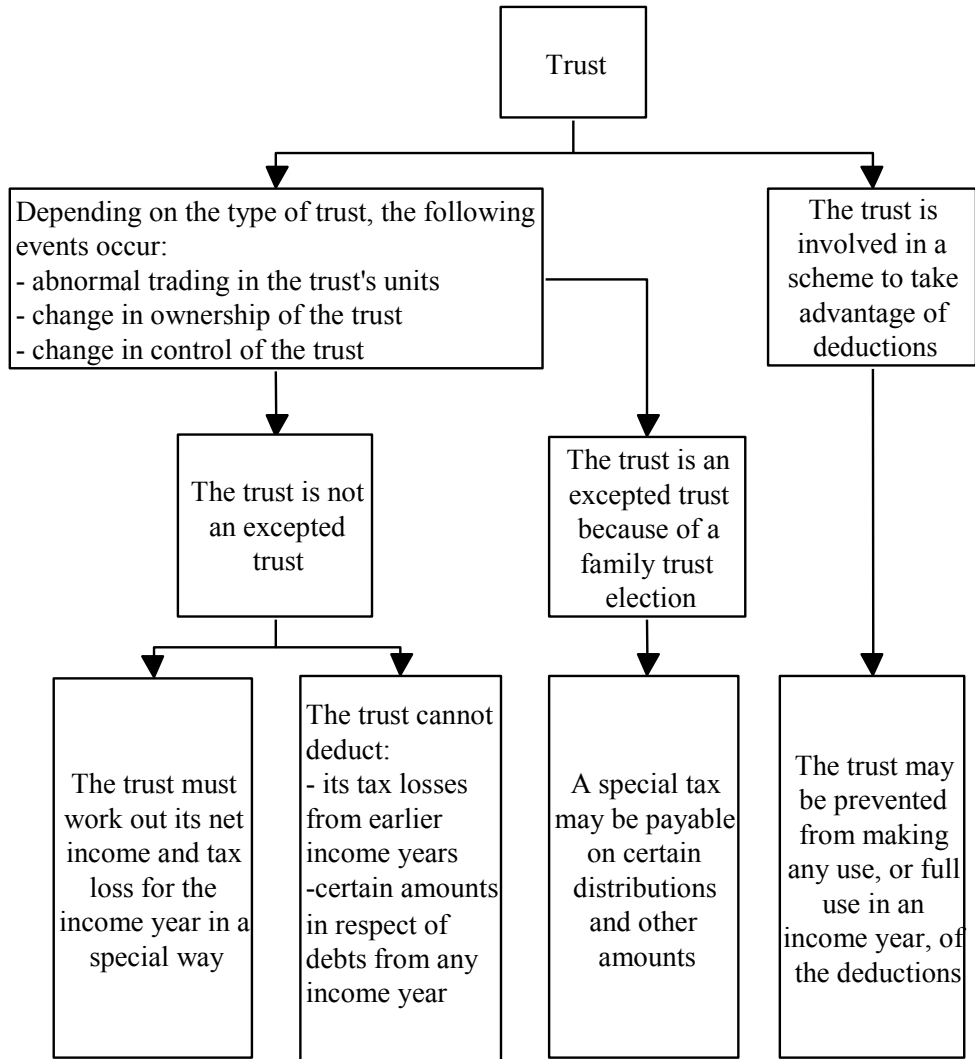 Trust
Depending on the type of trust, the following
events occur:
- abnormal trading in the trust's units
- change in ownership of the trust
- change in control of the trust
The trust is
involved in a
scheme to take
advantage of
deductions
The trust is not
an excepted
trust
The trust is an
excepted trust
because of a
family trust
election
The trust must
work out its net
income and tax
loss for the
income year in a
special way
The trust cannot
deduct:
- its tax losses
from earlier
income years
-certain amounts
in respect of
debts from any
income year
A special tax
may be payable
on certain
distributions
and other
amounts
The trust may
be prevented
from making
any use, or full
use in an
income year, of
the deductions